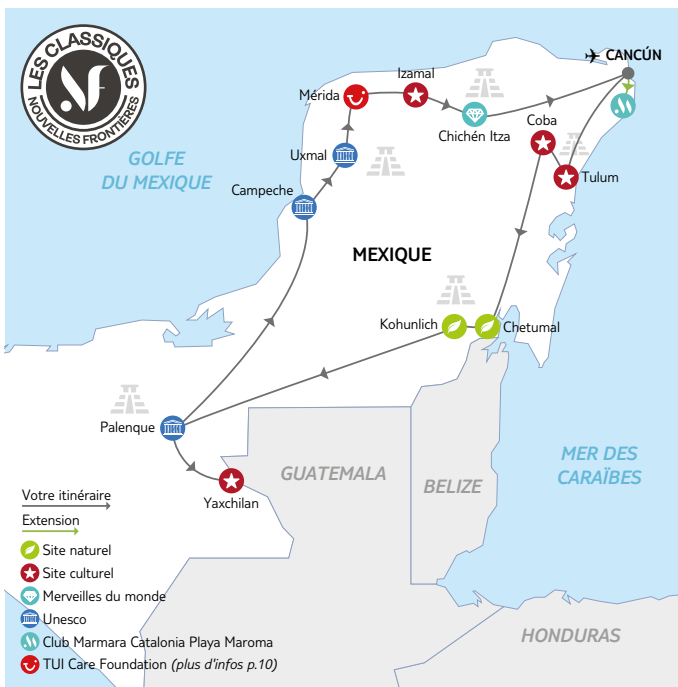 LES CLASSIQUES
NF
NOUVELLES FRONTIÈRES
CANCÚN
Izamal
Mérida
Chichén Itza
Coba
GOLFE
DU MEXIQUE
Uxmal
Tulum
Campeche
MEXIQUE
Kohunlich
Chetumal
Palenque
GUATEMALA
BELIZE
MER DES
CARAÏBES
Yaxchilan
Votre itinéraire
Extension
Site naturel
Site culturel
Merveilles du monde
Unesco
Club Marmara Catalonia Playa Maroma
TUI Care Foundation (plus d'infos p.10)
HONDURAS